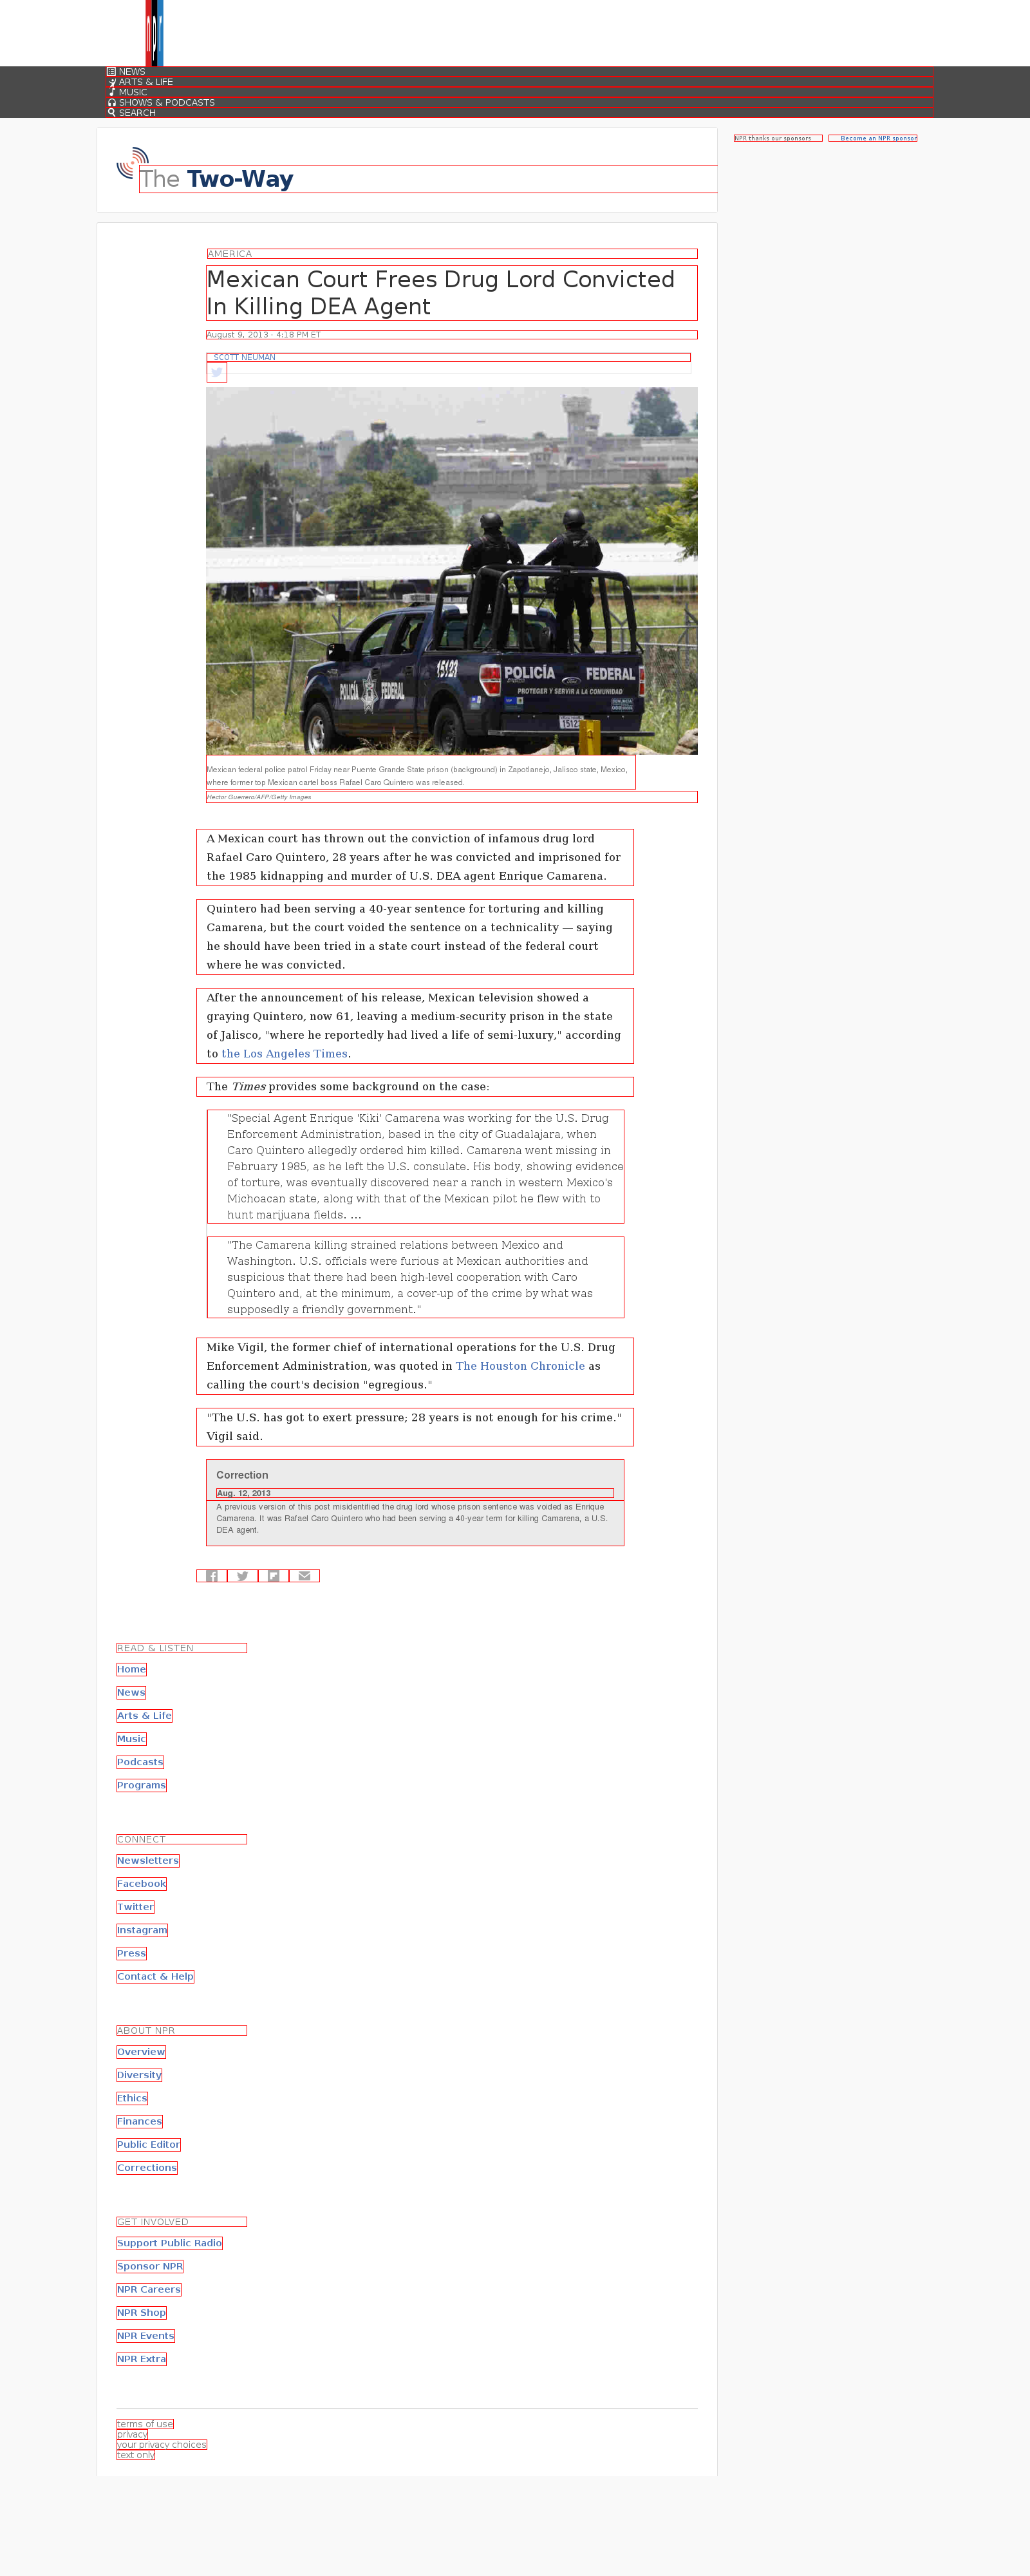 npr
NEWS
ARTS & LIFE
MUSIC
SHOWS & PODCASTS
SEARCH
NPR thanks our sponsors
Become an NPR sponsor
The Two-Way
AMERICA
Mexican Court Frees Drug Lord Convicted
In Killing DEA Agent
August 9, 2013 · 4:18 PM ET
SCOTT NEUMAN
15123
POLICÍA FEDERAL
POLICÍA FEDERAL
PROTEGER Y SERVIR A LA COMUNIDAD
15123
Mexican federal police patrol Friday near Puente Grande State prison (background) in Zapotlanejo, Jalisco state, Mexico,
where former top Mexican cartel boss Rafael Caro Quintero was released.
Hector Guerrero/AFP/Getty Images
A Mexican court has thrown out the conviction of infamous drug lord
Rafael Caro Quintero, 28 years after he was convicted and imprisoned for
the 1985 kidnapping and murder of U.S. DEA agent Enrique Camarena.
Quintero had been serving a 40-year sentence for torturing and killing
Camarena, but the court voided the sentence on a technicality — saying
he should have been tried in a state court instead of the federal court
where he was convicted.
After the announcement of his release, Mexican television showed a
graying Quintero, now 61, leaving a medium-security prison in the state
of Jalisco, "where he reportedly had lived a life of semi-luxury," according
to the Los Angeles Times.
The Times provides some background on the case:
"Special Agent Enrique 'Kiki' Camarena was working for the U.S. Drug
Enforcement Administration, based in the city of Guadalajara, when
Caro Quintero allegedly ordered him killed. Camarena went missing in
February 1985, as he left the U.S. consulate. His body, showing evidence
of torture, was eventually discovered near a ranch in western Mexico's
Michoacan state, along with that of the Mexican pilot he flew with to
hunt marijuana fields. ...
"The Camarena killing strained relations between Mexico and
Washington. U.S. officials were furious at Mexican authorities and
suspicious that there had been high-level cooperation with Caro
Quintero and, at the minimum, a cover-up of the crime by what was
supposedly a friendly government."
Mike Vigil, the former chief of international operations for the U.S. Drug
Enforcement Administration, was quoted in The Houston Chronicle as
calling the court's decision "egregious."
"The U.S. has got to exert pressure; 28 years is not enough for his crime."
Vigil said.
Correction
Aug. 12, 2013
A previous version of this post misidentified the drug lord whose prison sentence was voided as Enrique
Camarena. It was Rafael Caro Quintero who had been serving a 40-year term for killing Camarena, a U.S.
DEA agent.
READ & LISTEN
Home
News
Arts & Life
Music
Podcasts
Programs
CONNECT
Newsletters
Facebook
Twitter
Instagram
Press
Contact & Help
ABOUT NPR
Overview
Diversity
Ethics
Finances
Public Editor
Corrections
GET INVOLVED
Support Public Radio
Sponsor NPR
NPR Careers
NPR Shop
NPR Events
NPR Extra
terms of use
privacy
your privacy choices
text only